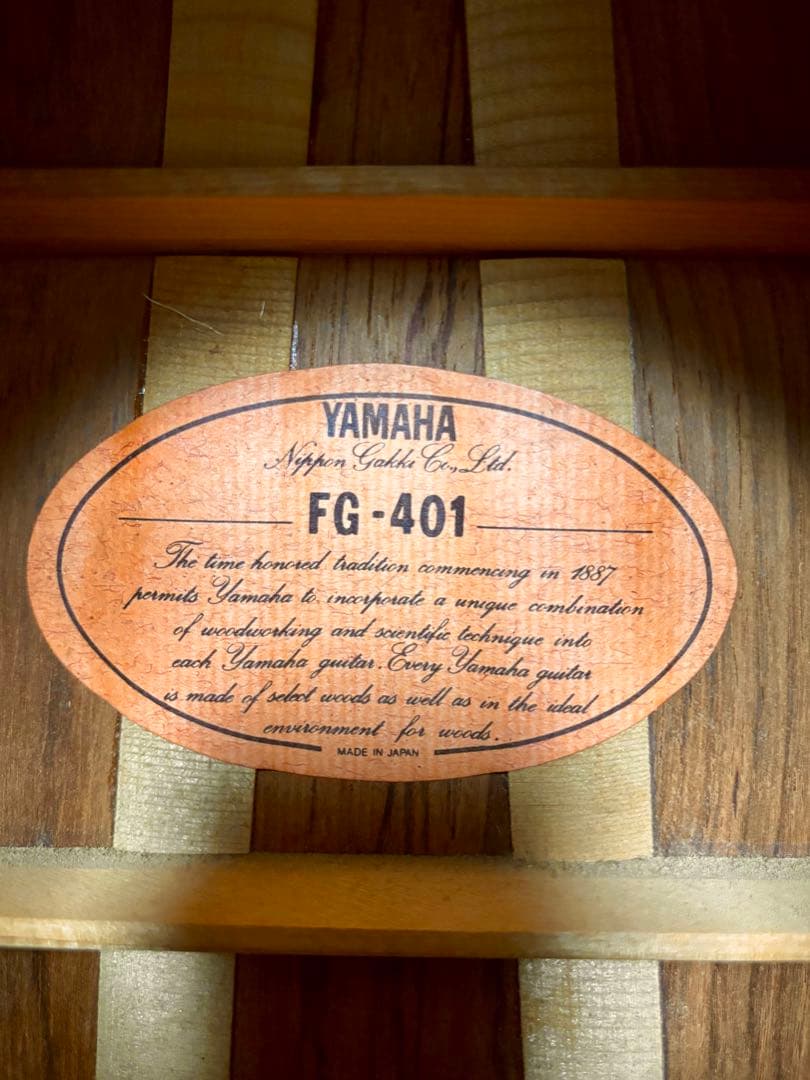 YAMAHA
Nippon Gakki Co., Ltd.
FG-401
The time honored tradition commencing in 1887
permits Yamaha to incorporate a unique combination
of woodworking and scientific technique into
each Yamaha guitar. Every Yamaha guitar
is made of select woods as well as in the ideal
environment for woods.
MADE IN JAPAN